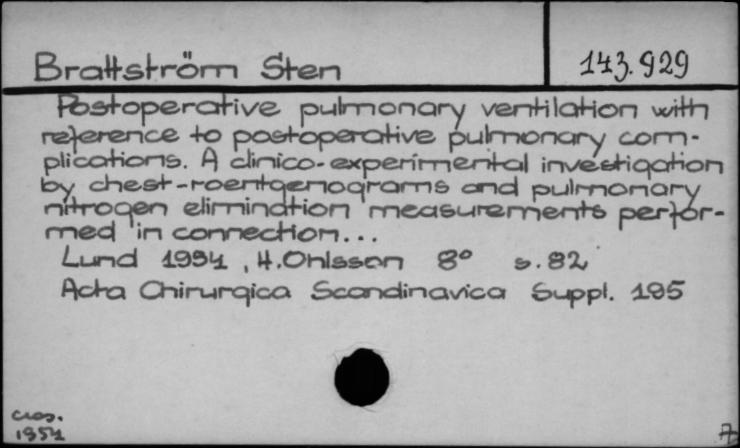 Brattström Sten
143.929
Postoperative pulmonary ventilation with
reference to postoperative pulmonary com-
plications. A clinico-experimental investigation
by chest-roentgenograms and pulmonary
nitrogen elimination measurements perfor-
med in connection...
Lund 1954, H.Ohlsson 8° s.82
Acta Chirurgica Scandinavica Suppl. 195
1954